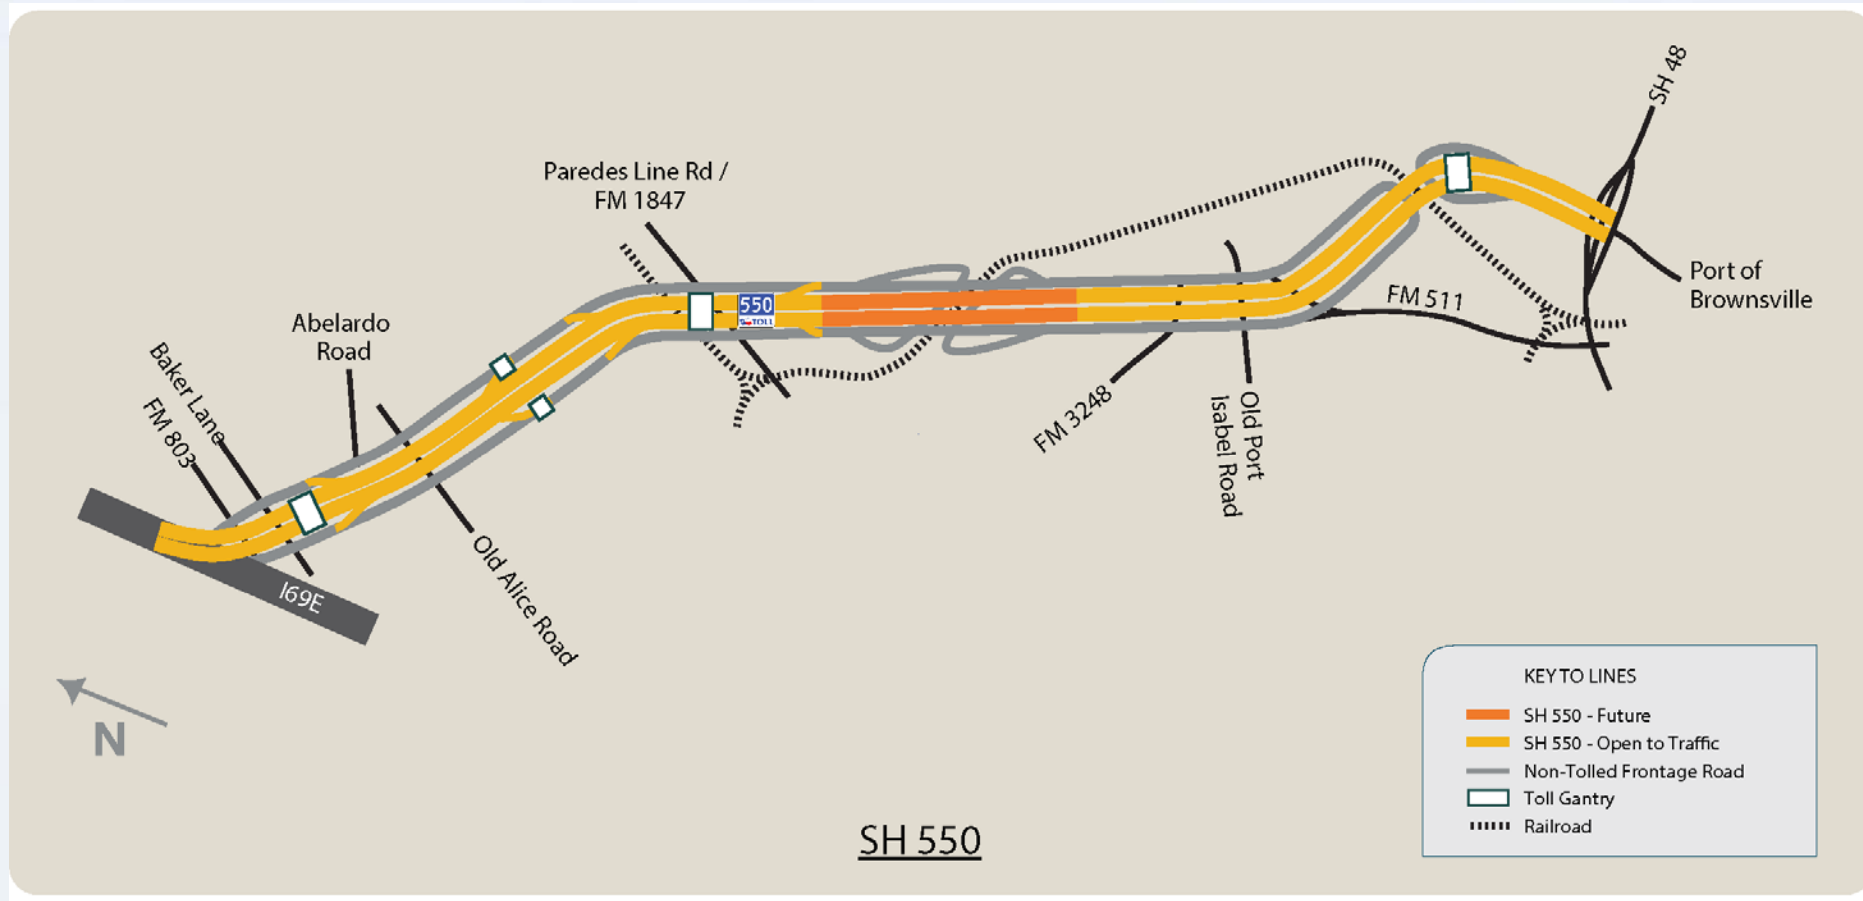 SH 48
Paredes Line Rd /
FM 1847
Port of
Brownsville
550
TOLL
FM 511
Abelardo
Road
Baker Lane
FM 803
FM 3248
Old Port
Isabel Road
Old Alice Road
I69E
N
KEY TO LINES
SH 550 - Future
SH 550 - Open to Traffic
Non-Tolled Frontage Road
Toll Gantry
Railroad
SH 550